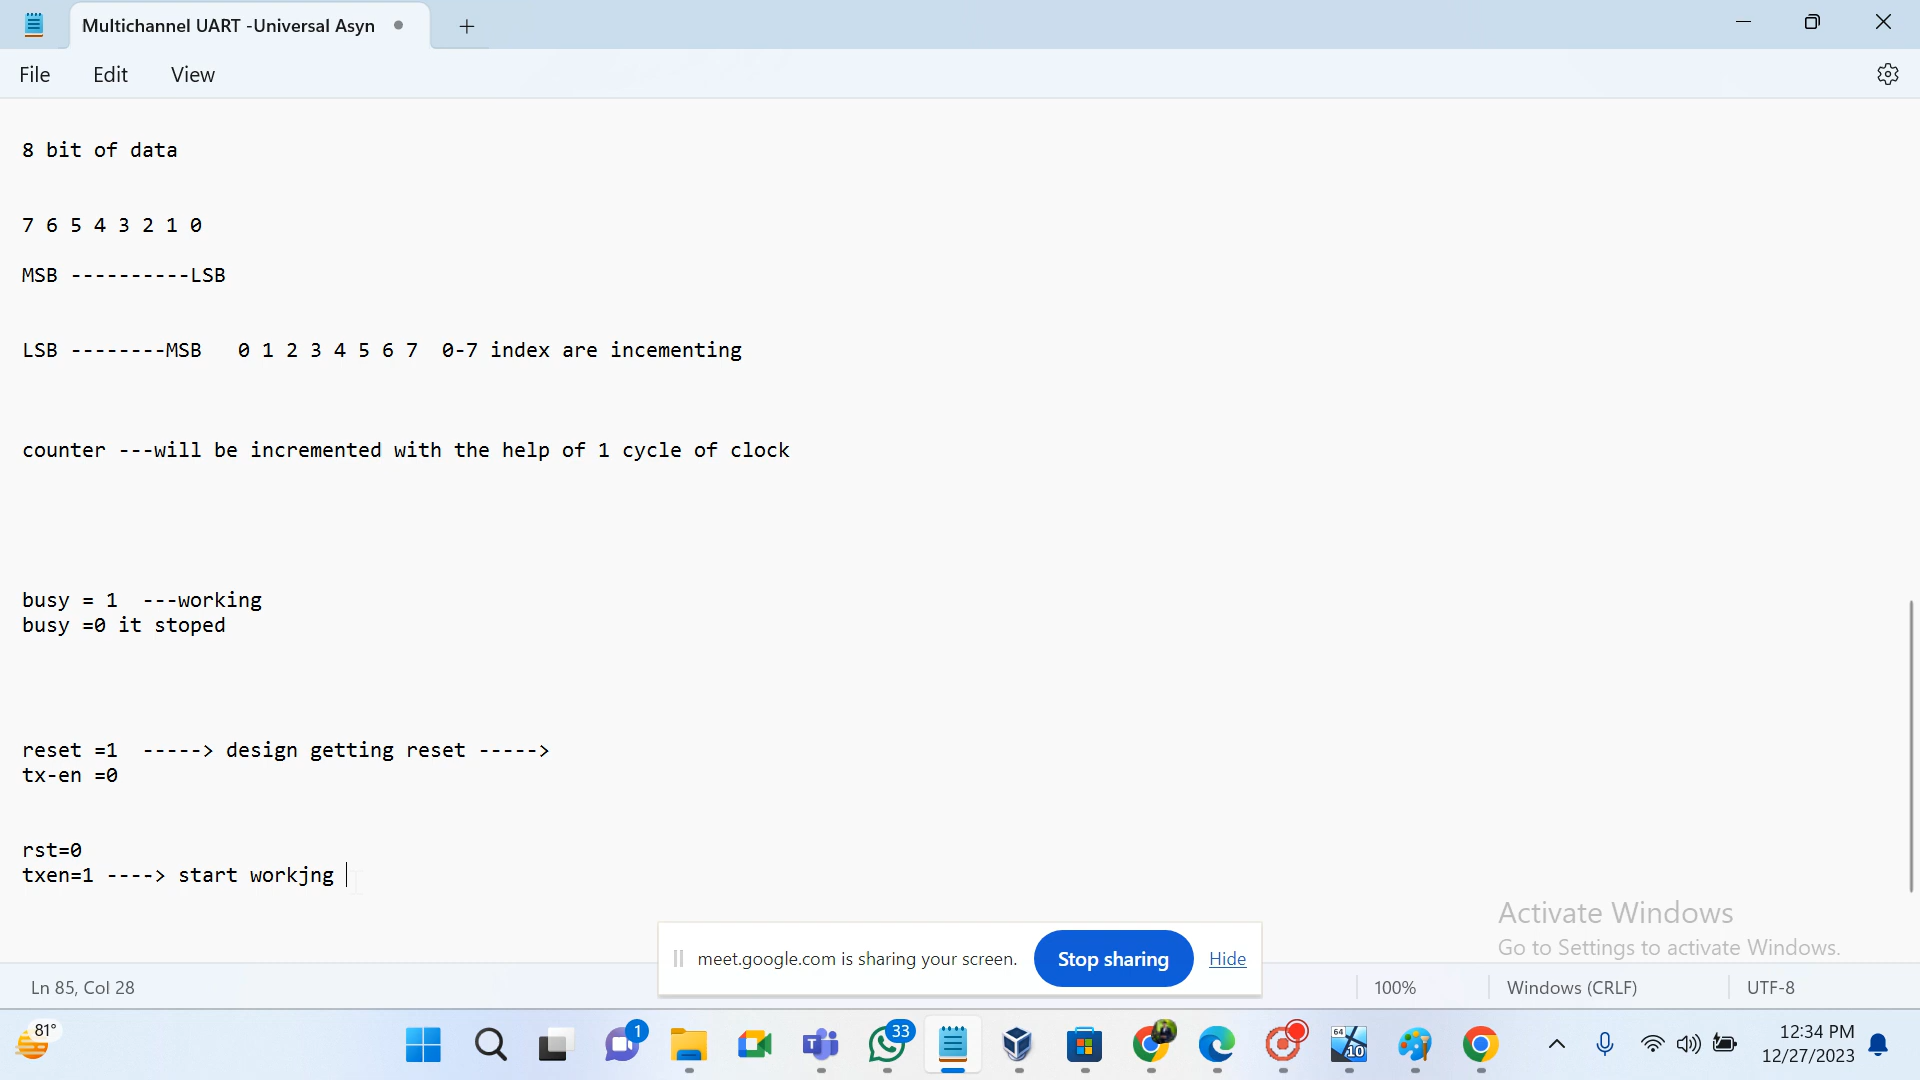 Multichannel UART -Universal Asyn
File Edit View
8 bit of data
7 6 5 4 3 2 1 0
MSB ----------LSB
LSB --------MSB 0 1 2 3 4 5 6 7 0-7 index are incementing
counter ---will be incremented with the help of 1 cycle of clock
busy = 1 ---working
busy =0 it stoped
reset =1 -----> design getting reset ----->
tx-en =0
rst=0
txen=1 ----> start workjng
Activate Windows
Go to Settings to activate Windows.
meet.google.com is sharing your screen. Stop sharing Hide
Ln 85, Col 28 100% Windows (CRLF) UTF-8
81° 1 33 64 10 12:34 PM
12/27/2023